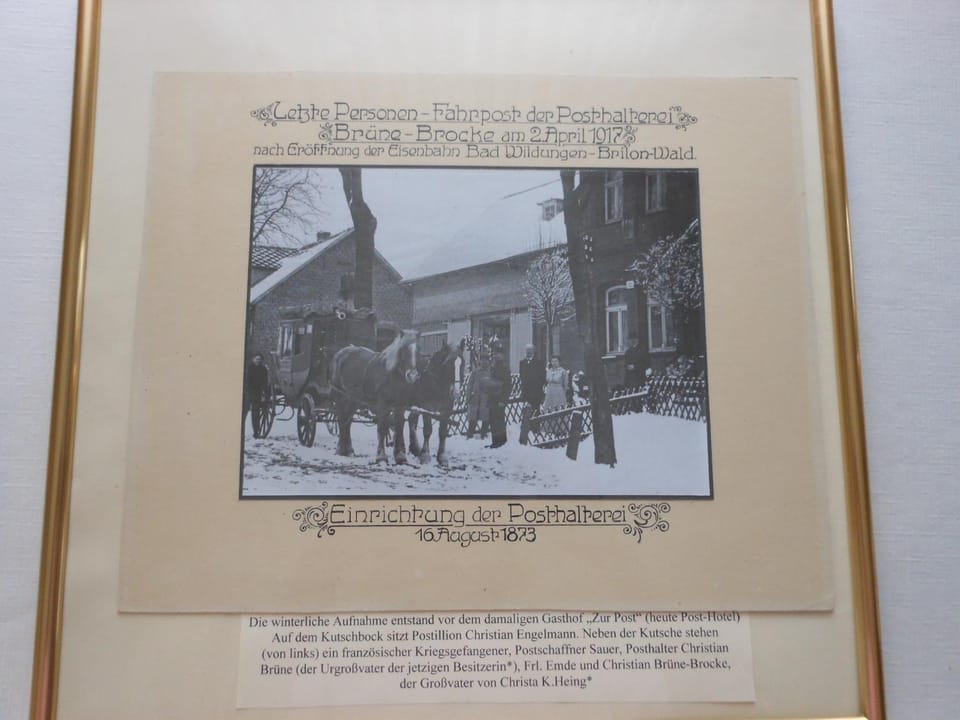 Letzte Personen-Fahrpost der Posthalterei
Brüne-Brocke am 2. April 1917
nach Eröffnung der Eisenbahn Bad Wildungen-Brilon-Wald.
Einrichtung der Posthalterei
16. August 1873
Die winterliche Aufnahme entstand vor dem damaligen Gasthof „Zur Post“ (heute Post-Hotel)
Auf dem Kutschbock sitzt Postillion Christian Engelmann. Neben der Kutsche stehen
(von links) ein französischer Kriegsgefangener, Postschaffner Sauer, Posthalter Christian
Brüne (der Urgroßvater der jetzigen Besitzerin*), Frl. Emde und Christian Brüne-Brocke,
der Großvater von Christa K.Heing*